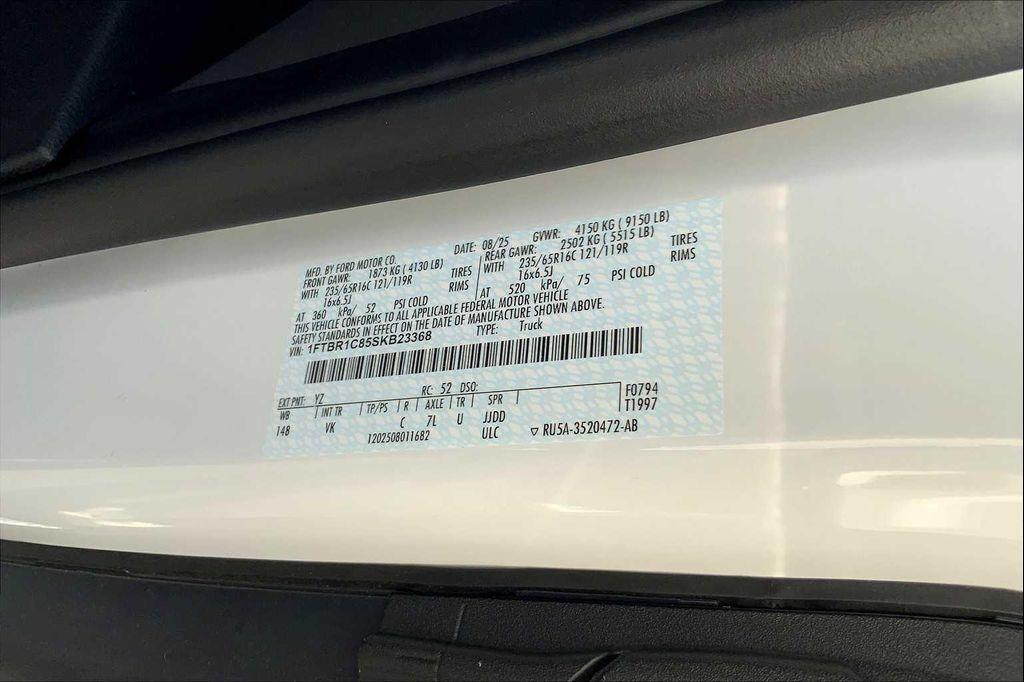 MFD. BY FORD MOTOR CO.
DATE: 08/25 GVWR: 4150 KG ( 9150 LB)
FRONT GAWR: 1873 KG ( 4130 LB) REAR GAWR: 2502 KG ( 5515 LB)
WITH 235/65R16C 121/119R TIRES WITH 235/65R16C 121/119R TIRES
16x6.5J RIMS 16x6.5J RIMS
AT 360 kPa/ 52 PSI COLD AT 520 kPa/ 75 PSI COLD
THIS VEHICLE CONFORMS TO ALL APPLICABLE FEDERAL MOTOR VEHICLE
SAFETY STANDARDS IN EFFECT ON THE DATE OF MANUFACTURE SHOWN ABOVE.
VIN: 1FTBR1C85SKB23368 TYPE: Truck
EXT PNT: YZ RC: 52 DSO:
WB INT TR TP/PS R AXLE TR SPR F0794
148 VK C 7L U JJDD T1997
1202508011682 ULC ▽ RU5A-3520472-AB